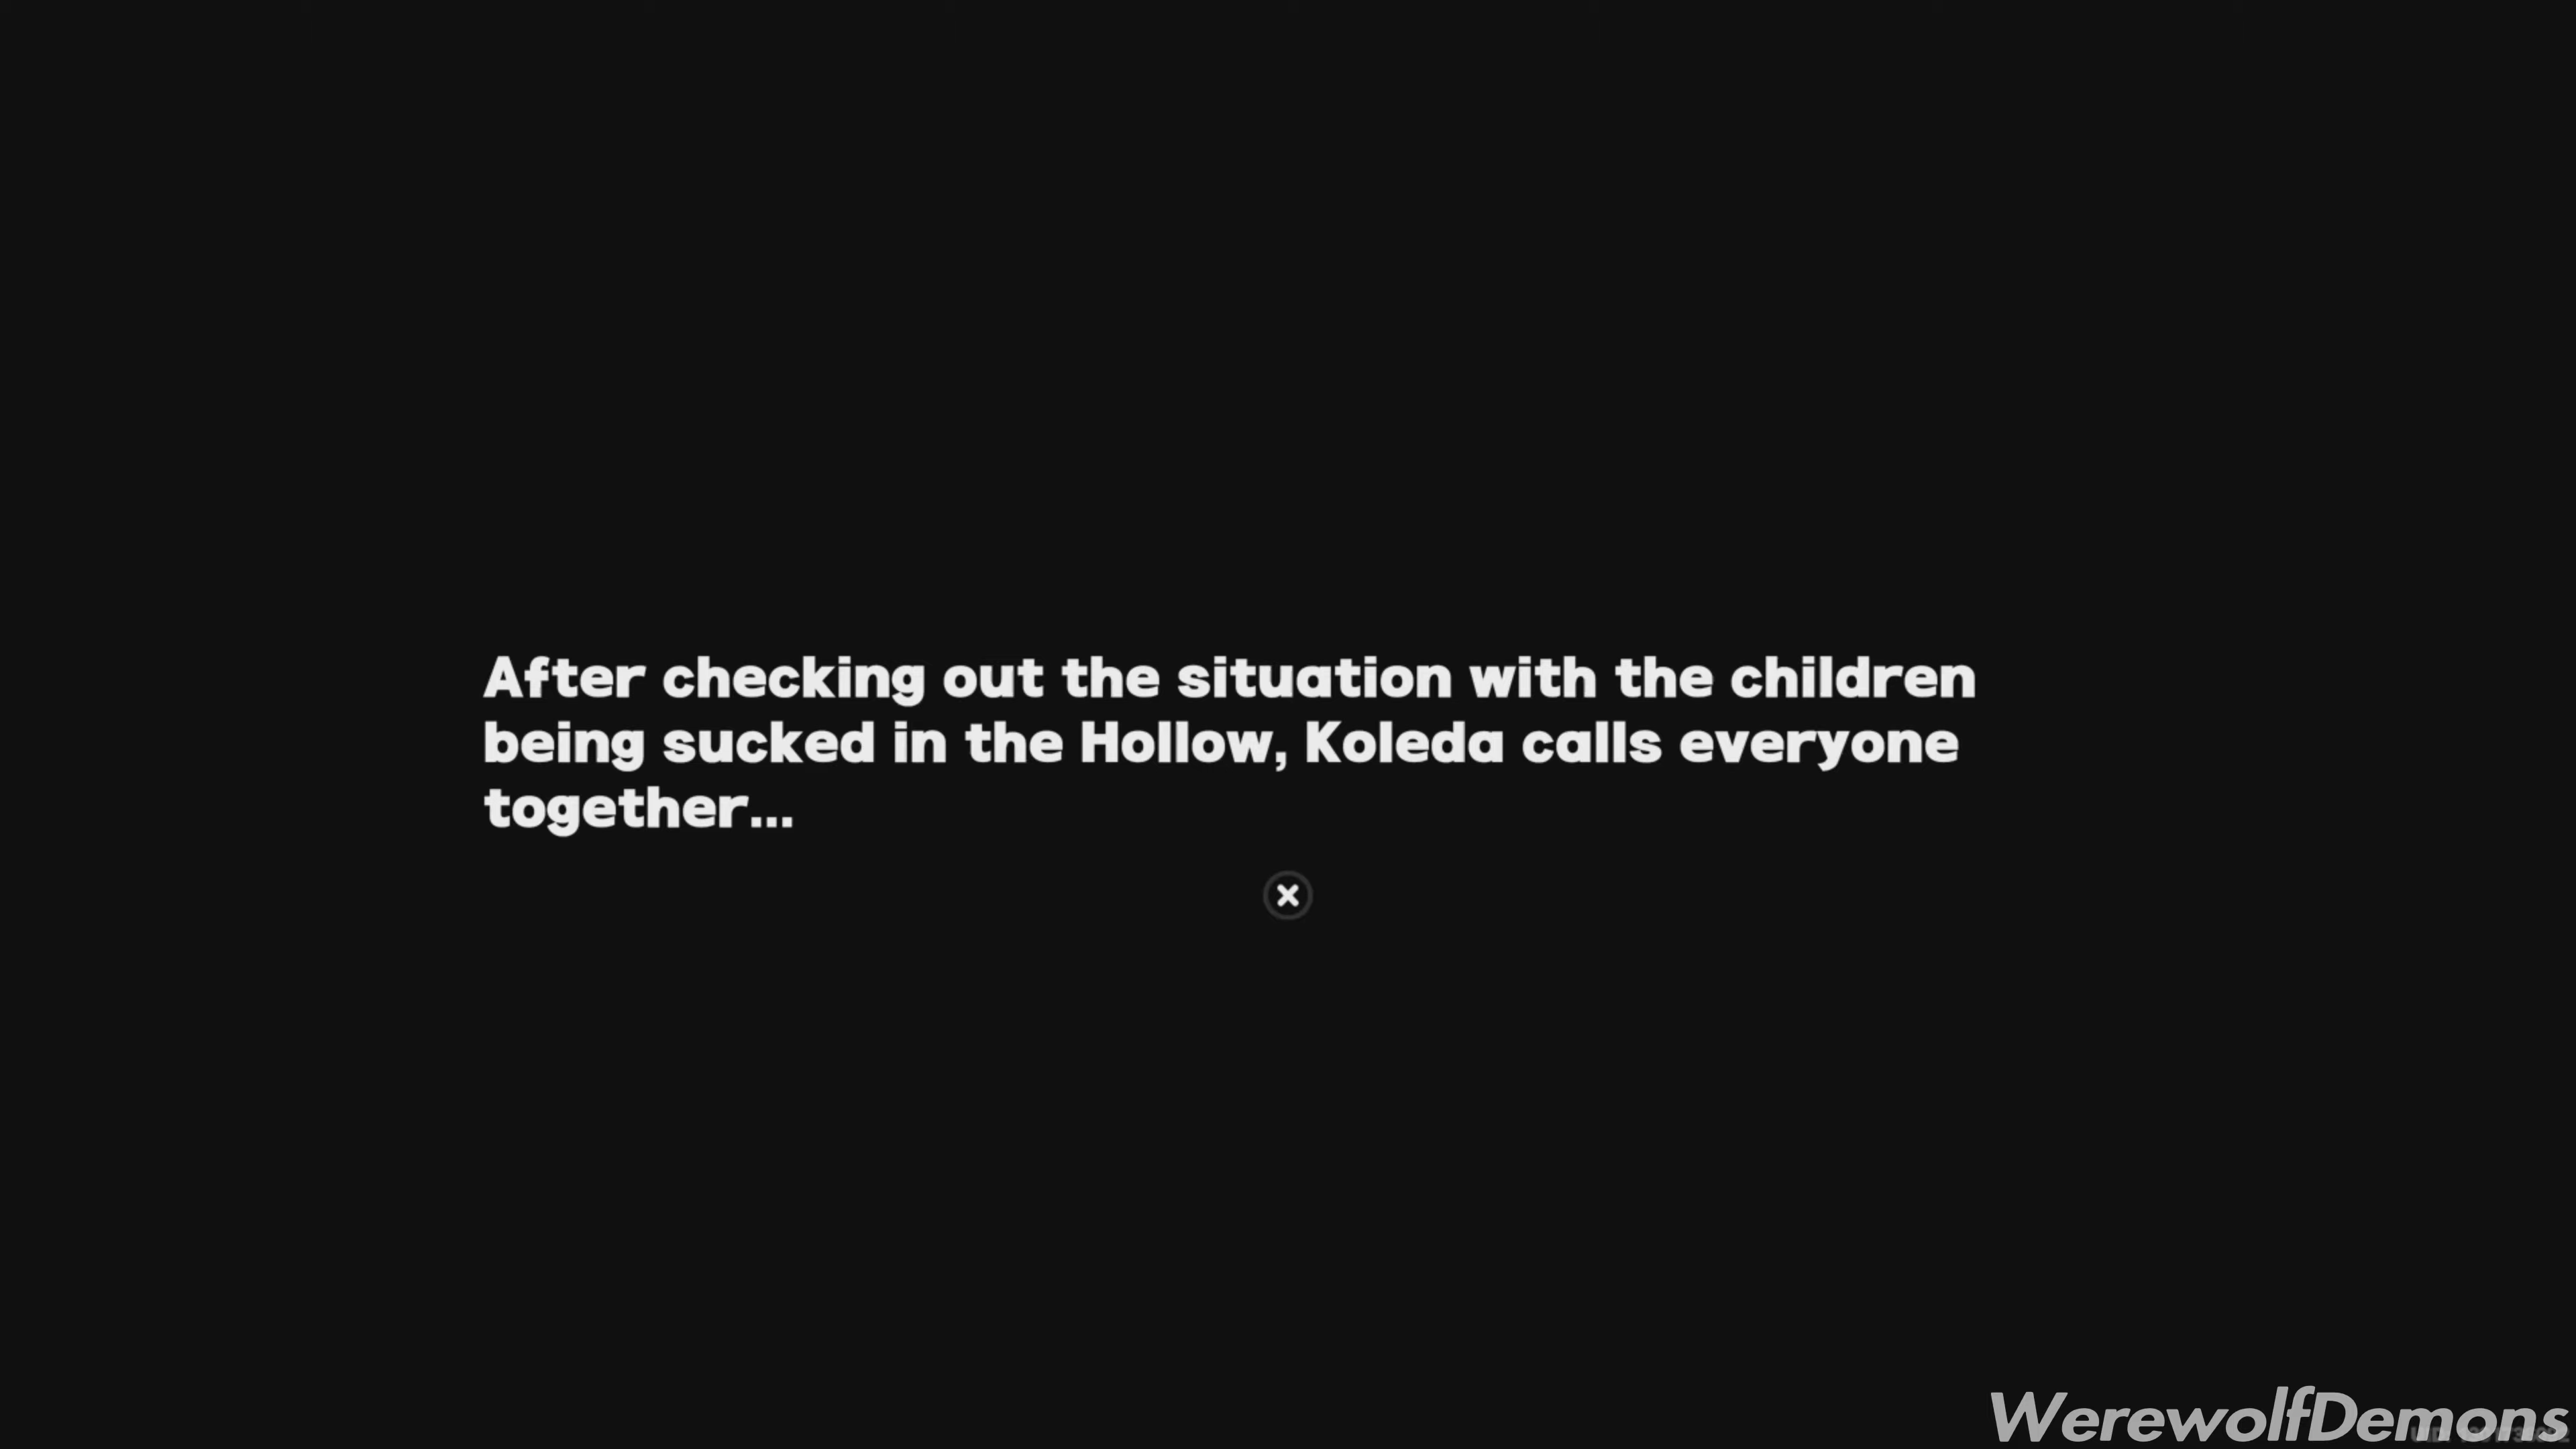 After checking out the situation with the children
being sucked in the Hollow, Koleda calls everyone
together...
WerewolfDemons